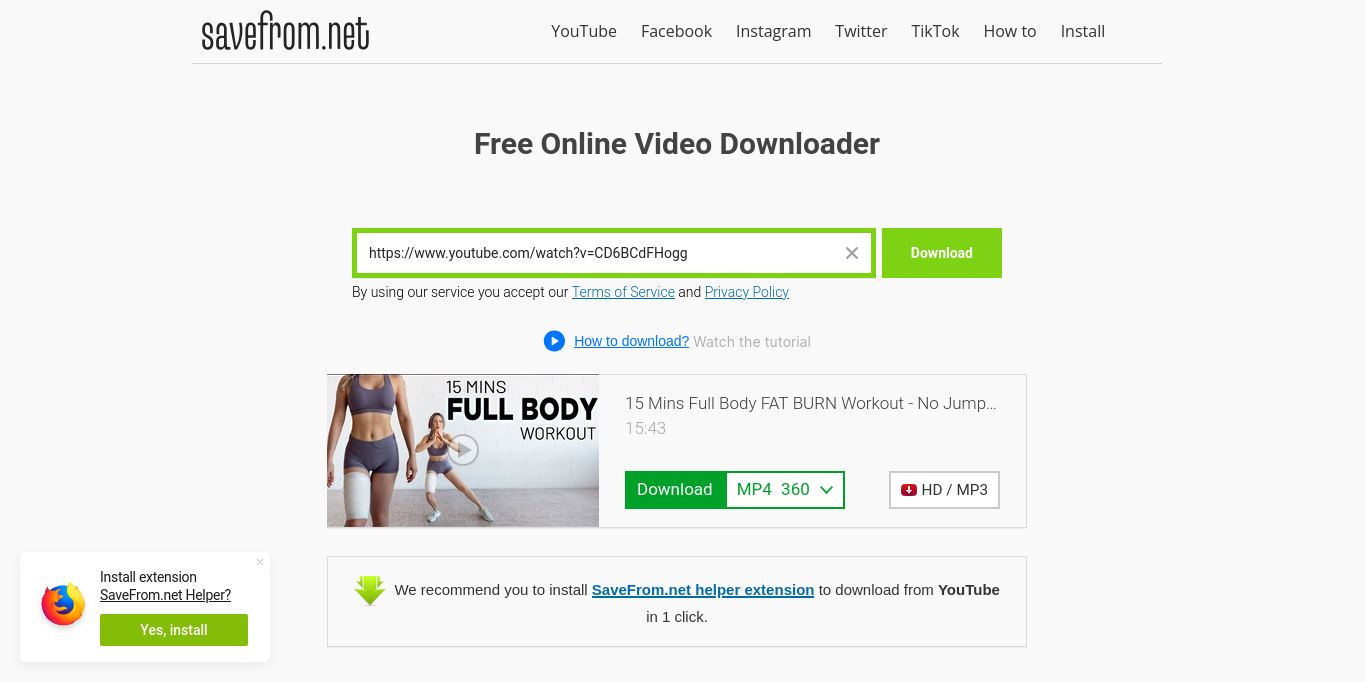 savefrom.net
YouTube Facebook Instagram Twitter TikTok How to Install
Free Online Video Downloader
https://www.youtube.com/watch?v=CD6BCdFHogg
Download
By using our service you accept our Terms of Service and Privacy Policy
How to download? Watch the tutorial
15 MINS
FULL BODY
WORKOUT
15 Mins Full Body FAT BURN Workout - No Jump...
15:43
Download MP4 360
HD / MP3
We recommend you to install SaveFrom.net helper extension to download from YouTube
in 1 click.
Install extension
SaveFrom.net Helper?
Yes, install